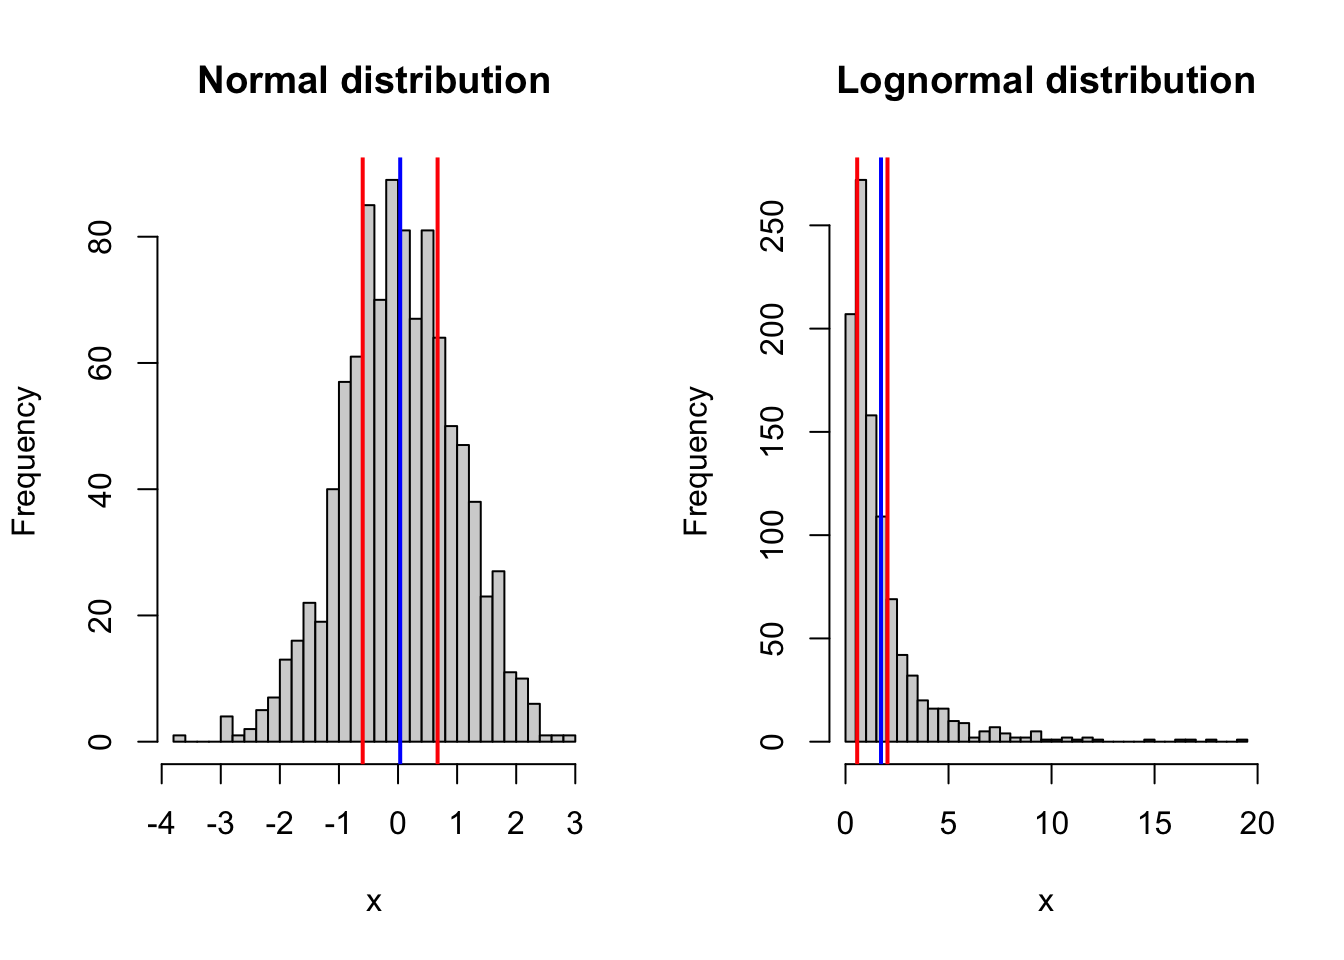 Normal distribution
Frequency
0 20 40 60 80
-4 -3 -2 -1 0 1 2 3
x
Lognormal distribution
Frequency
0 50 100 150 200 250
0 5 10 15 20
x